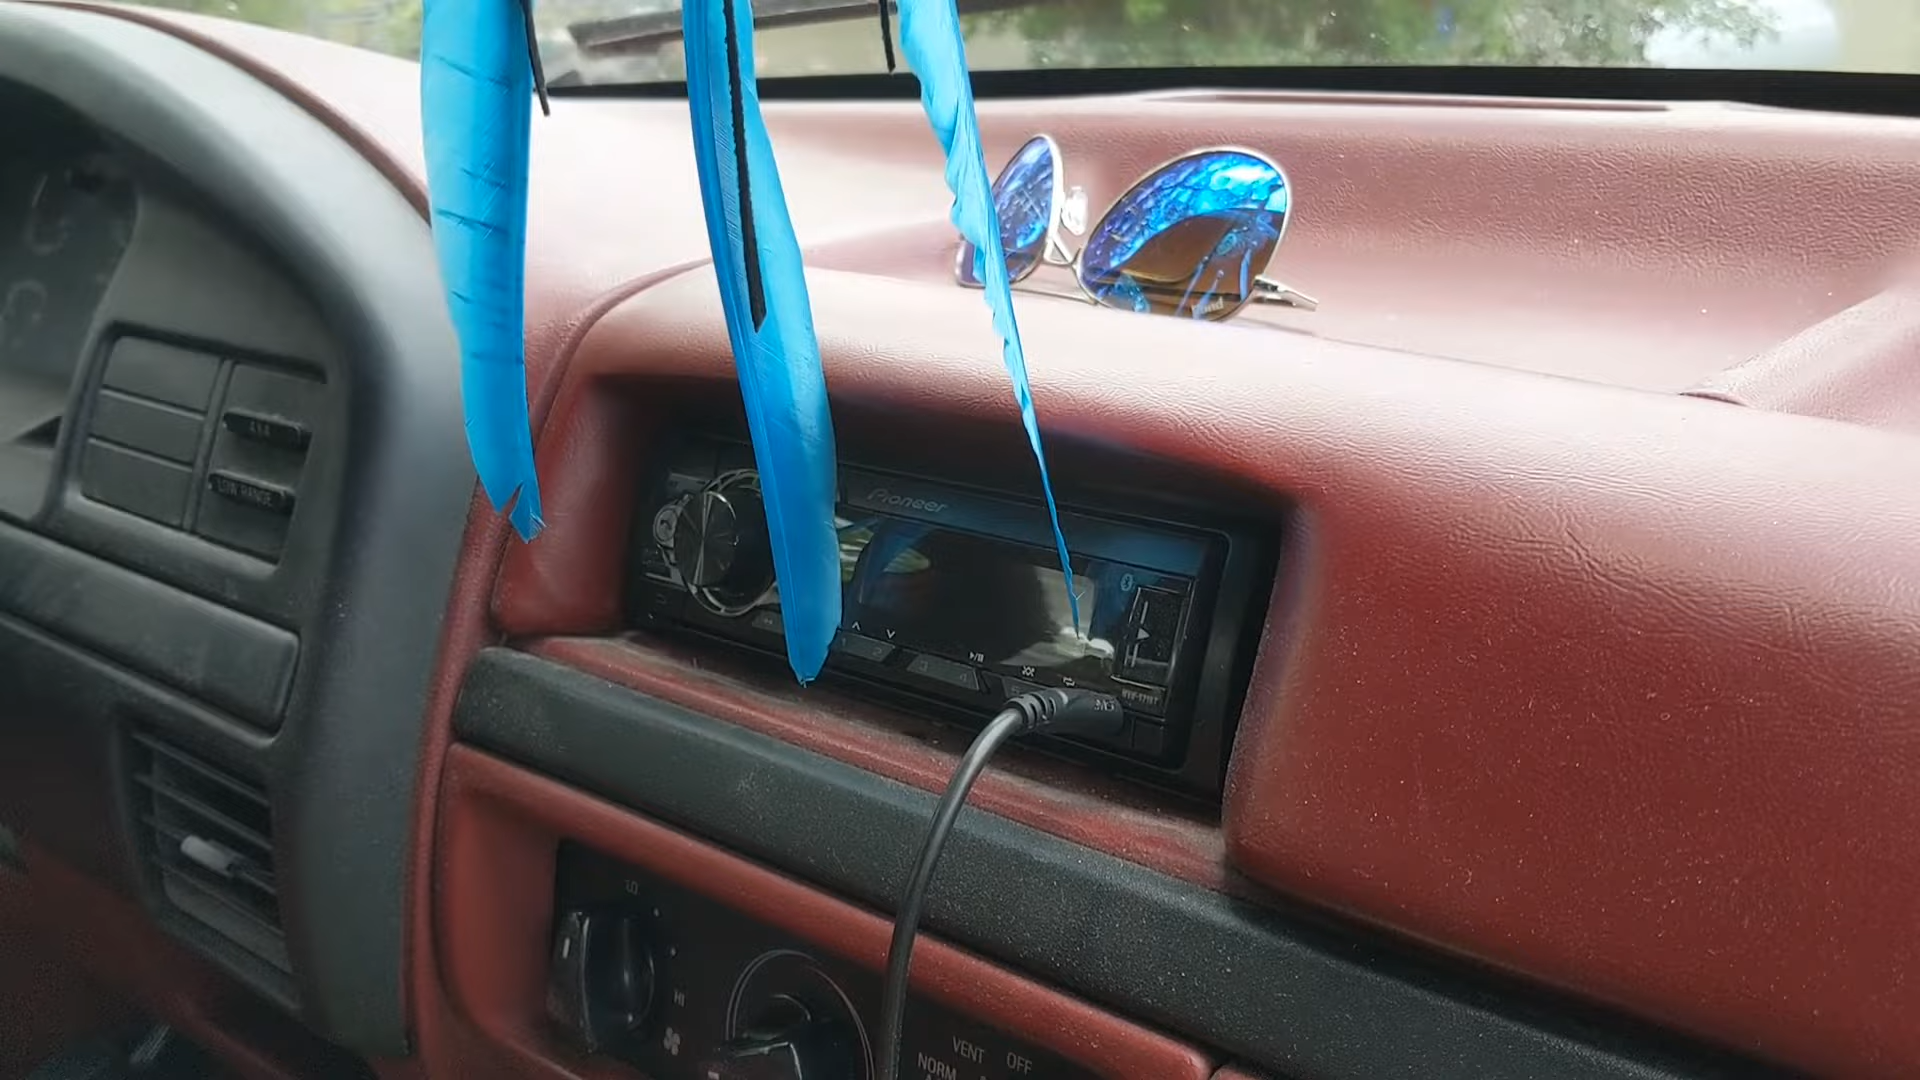 4X4
LOW RANGE
Pioneer
LO
HI
VENT OFF
NORM